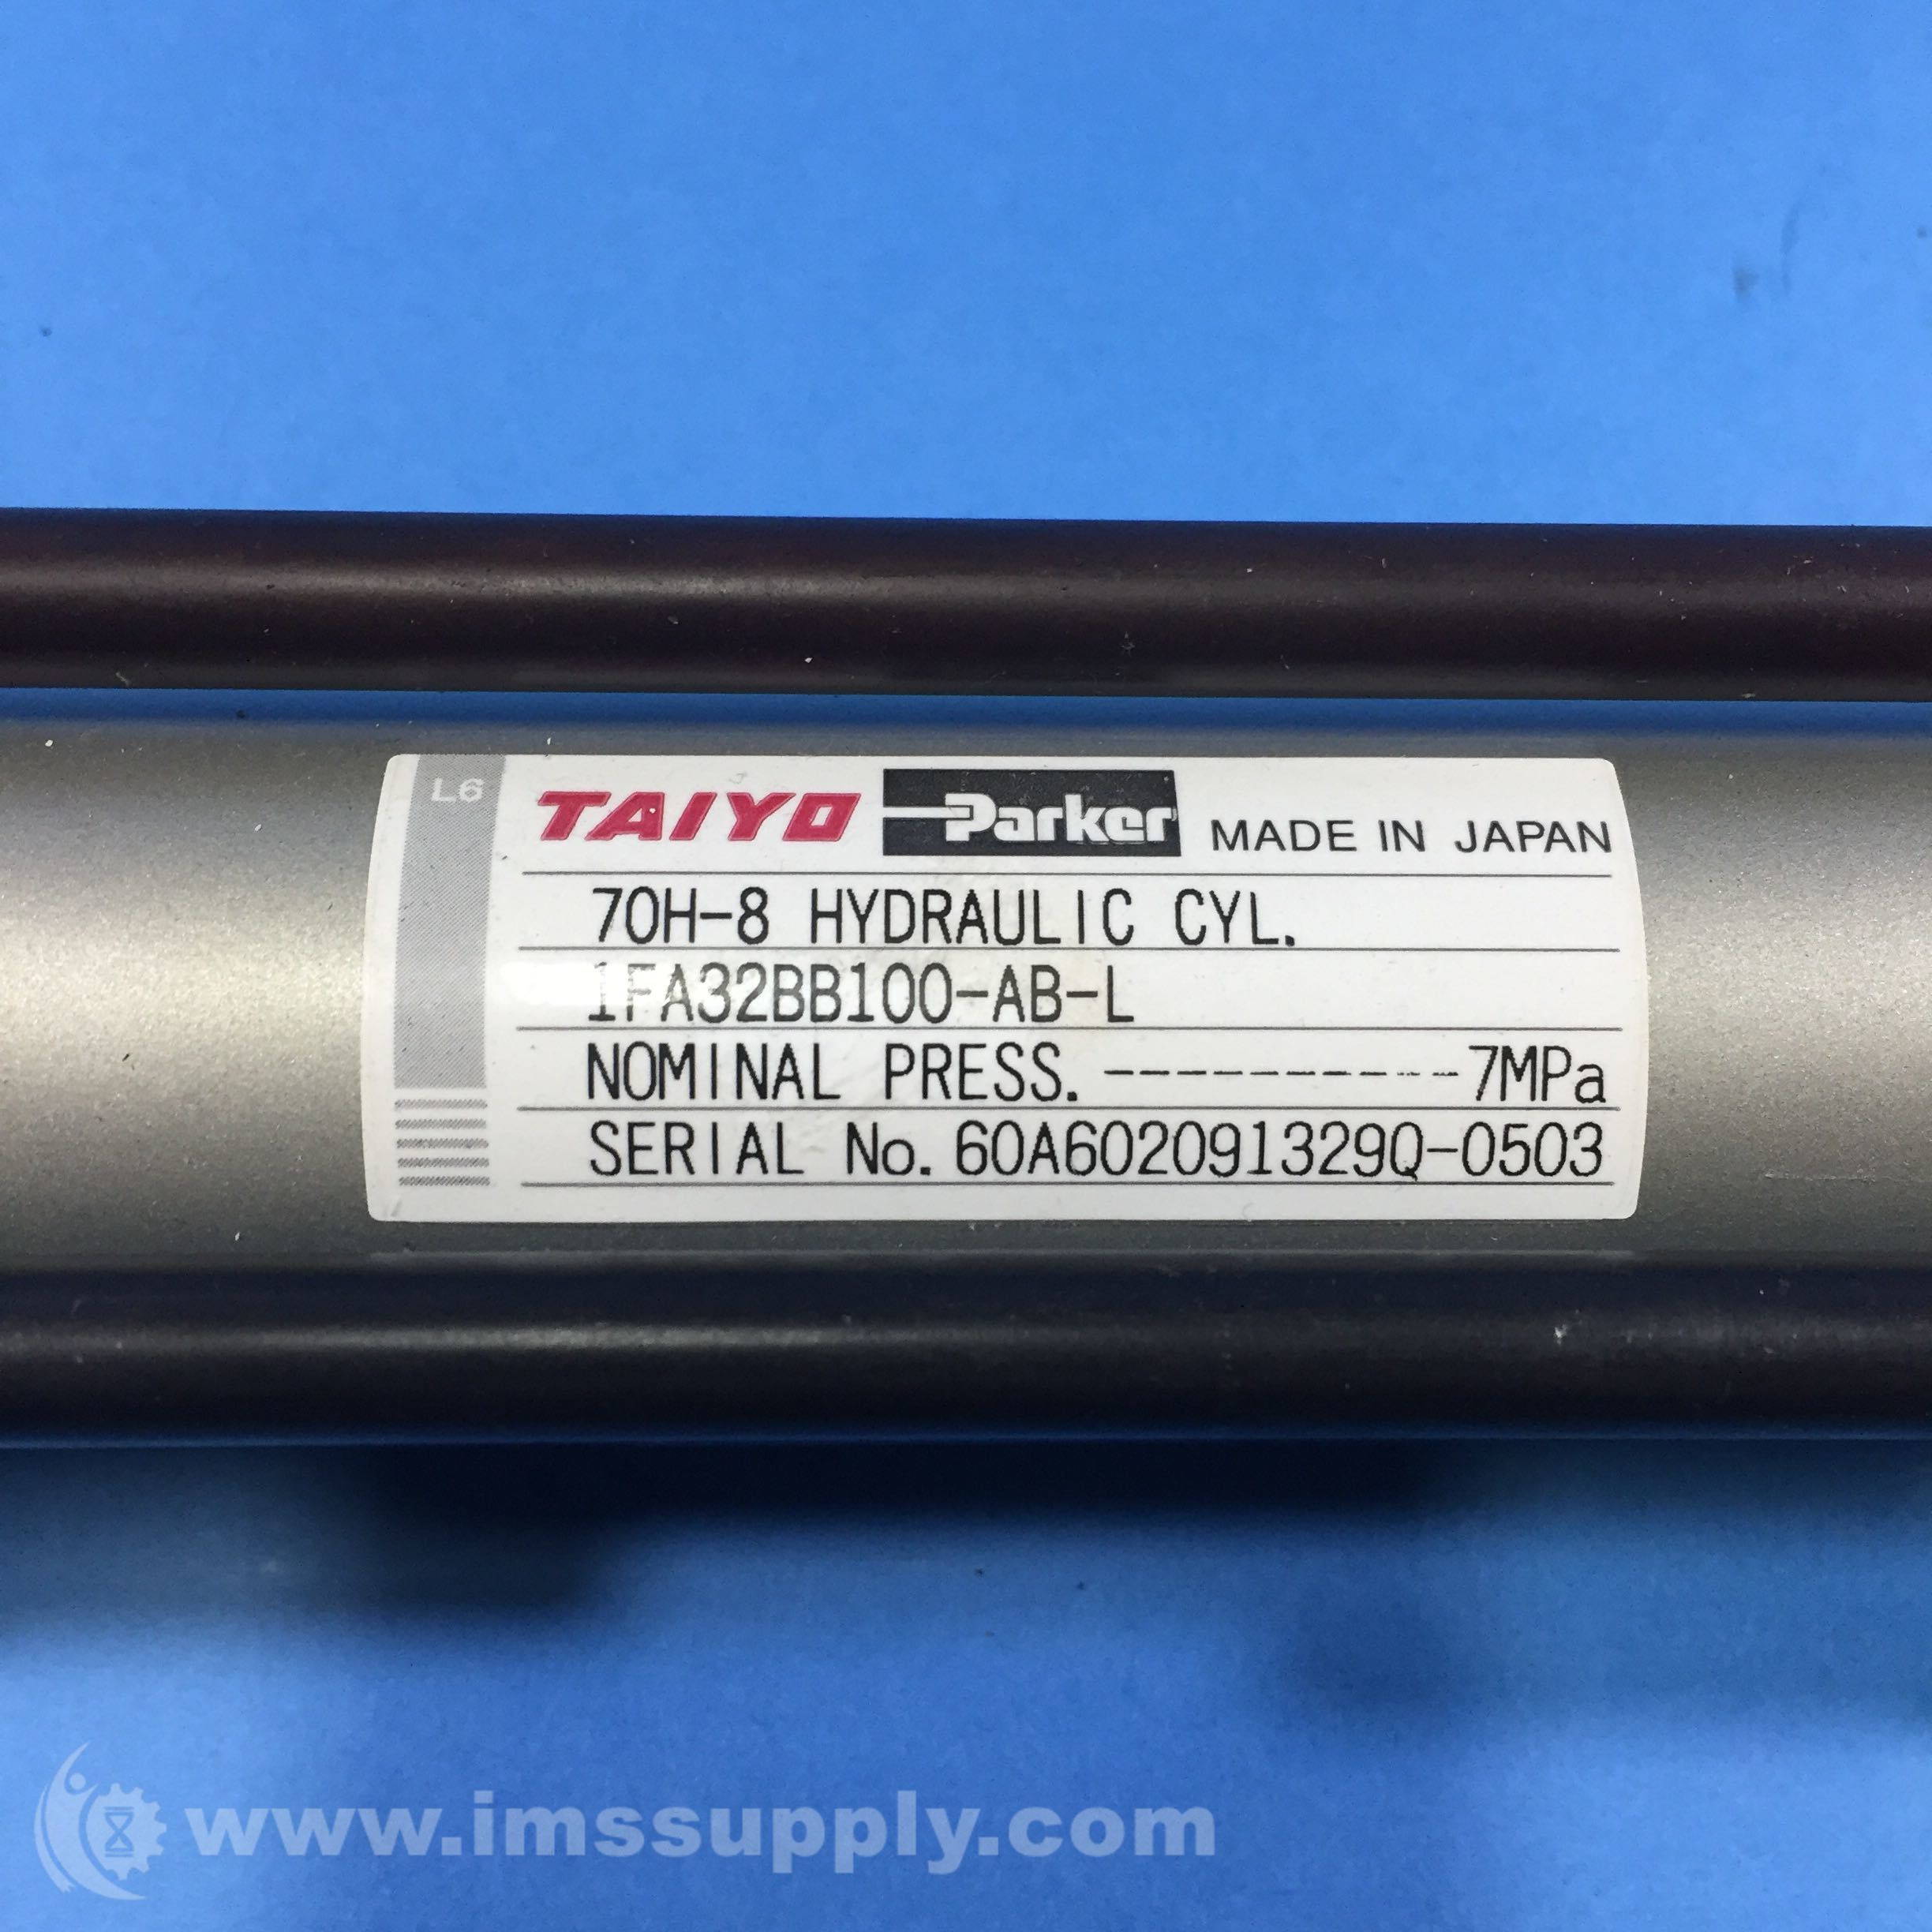 L6
TAIYO Parker MADE IN JAPAN
70H-8 HYDRAULIC CYL.
1FA32BB100-AB-L
NOMINAL PRESS. ----------7MPa
SERIAL No. 60A602091329Q-0503
www.imssupply.com